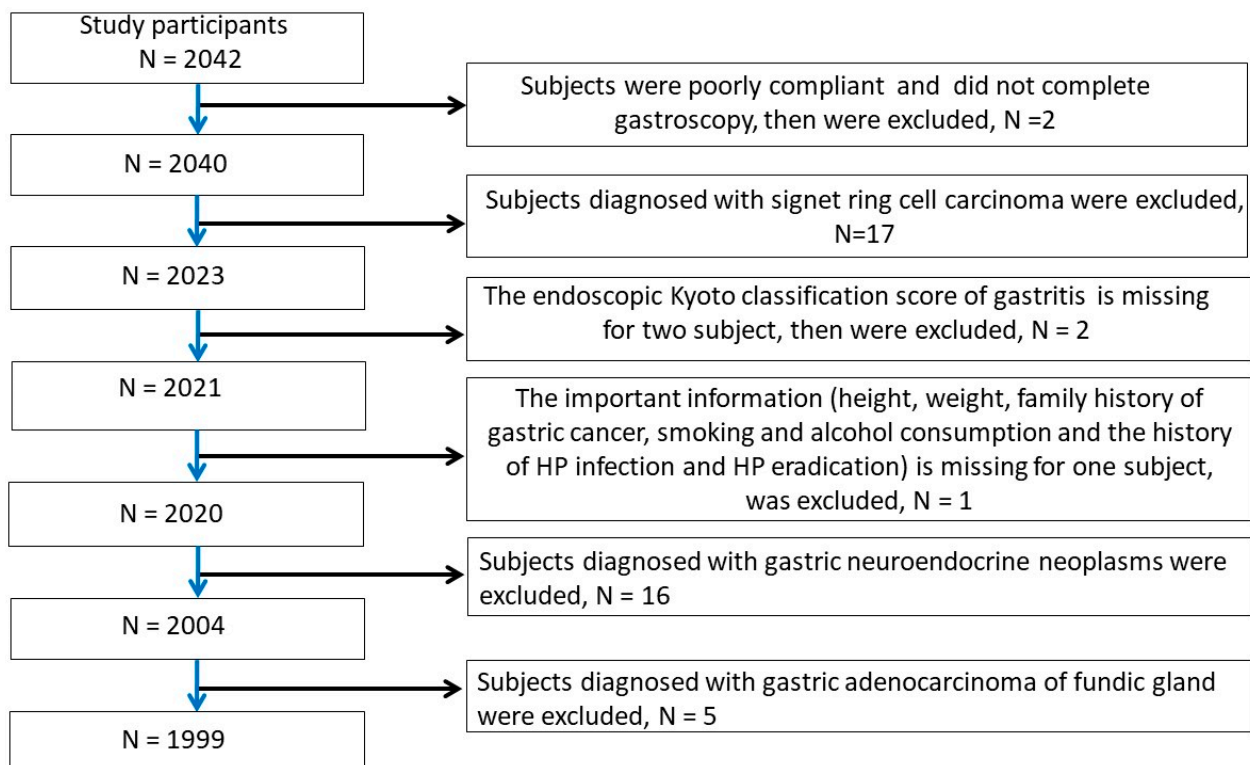 Study participants
N = 2042
Subjects were poorly compliant and did not complete
gastroscopy, then were excluded, N =2
N = 2040
Subjects diagnosed with signet ring cell carcinoma were excluded,
N=17
N = 2023
The endoscopic Kyoto classification score of gastritis is missing
for two subject, then were excluded, N = 2
N = 2021
The important information (height, weight, family history of
gastric cancer, smoking and alcohol consumption and the history
of HP infection and HP eradication) is missing for one subject,
was excluded, N = 1
N = 2020
Subjects diagnosed with gastric neuroendocrine neoplasms were
excluded, N = 16
N = 2004
Subjects diagnosed with gastric adenocarcinoma of fundic gland
were excluded, N = 5
N = 1999